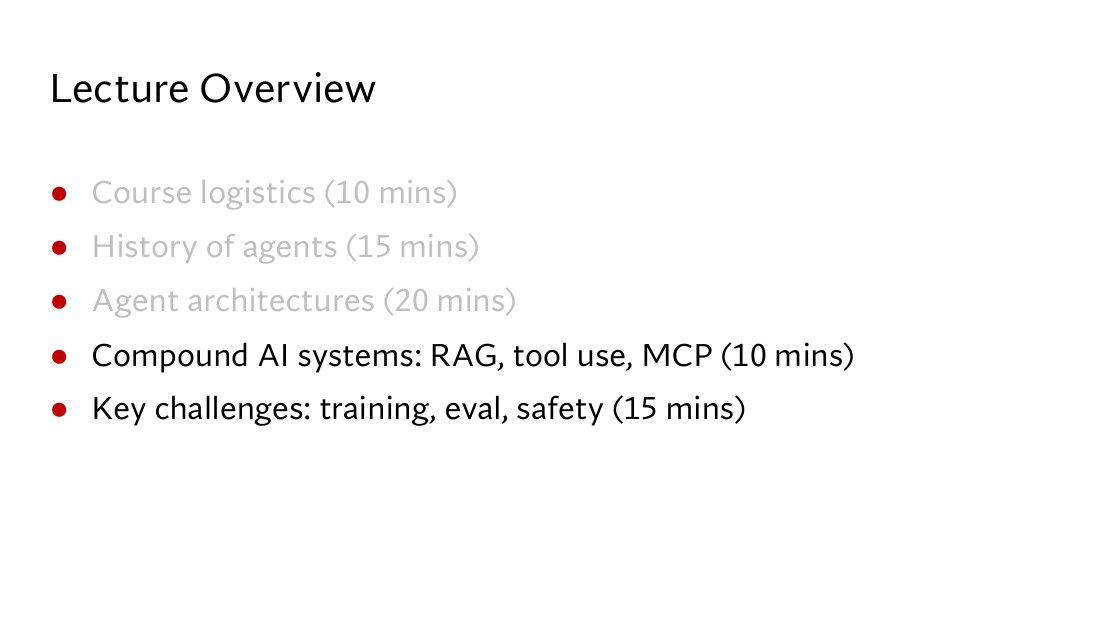 Lecture Overview
● Course logistics (10 mins)
● History of agents (15 mins)
● Agent architectures (20 mins)
● Compound AI systems: RAG, tool use, MCP (10 mins)
● Key challenges: training, eval, safety (15 mins)